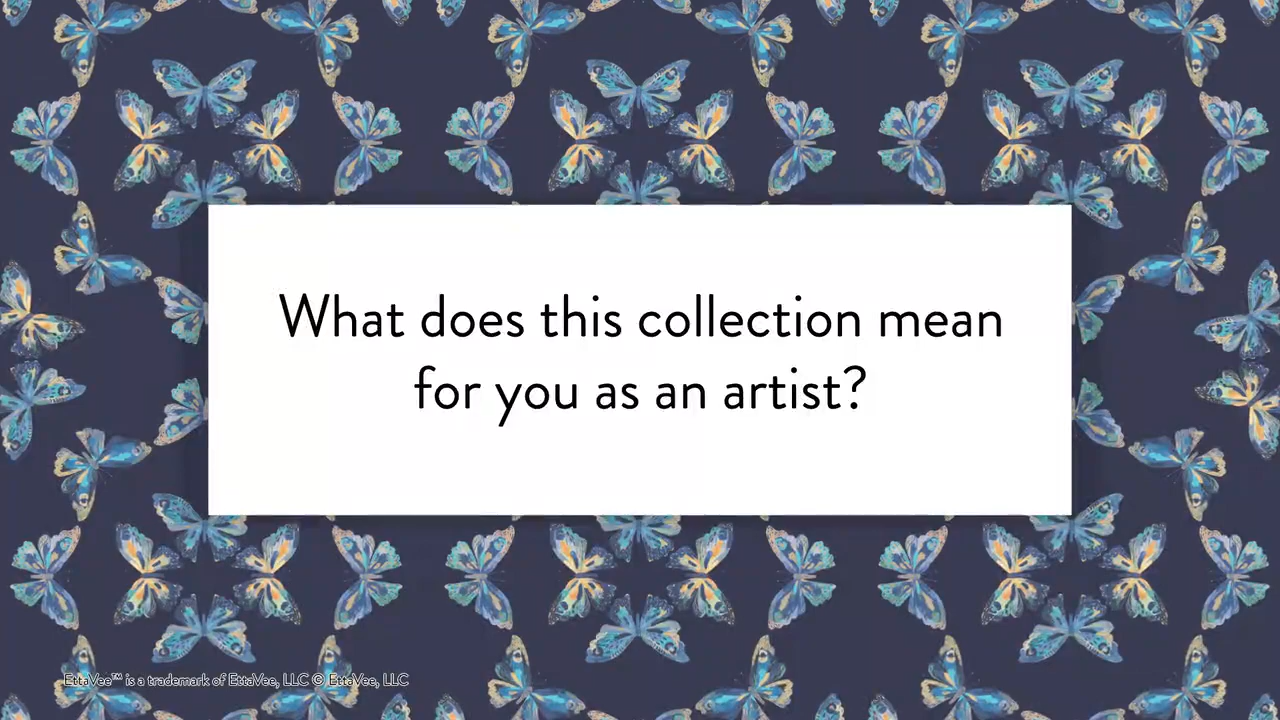 What does this collection mean
for you as an artist?
EttaVee™ is a trademark of EttaVee, LLC © EttaVee, LLC